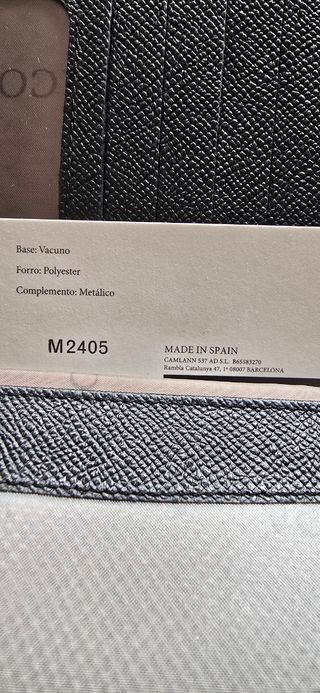 CO
Base: Vacuno
Forro: Polyester
Complemento: Metálico
M2405
MADE IN SPAIN
CAMLANN 537 AD S.L. B65583270
Rambla Catalunya 47, 1º 08007 BARCELONA